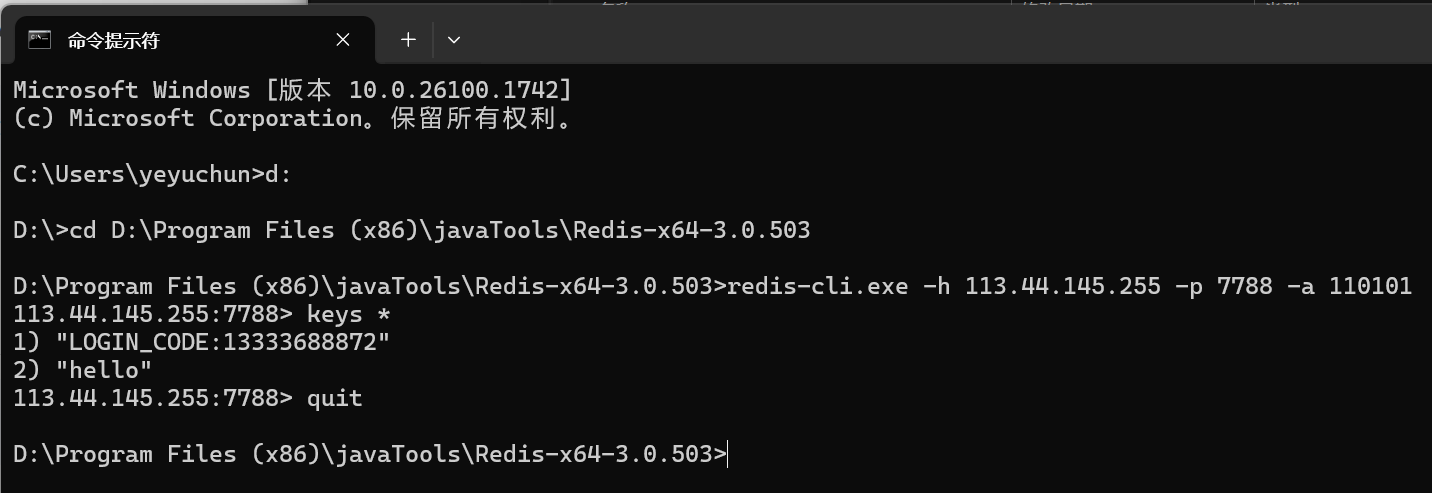 命令提示符
Microsoft Windows [版本 10.0.26100.1742]
(c) Microsoft Corporation。保留所有权利。
C:\Users\yeyuchun>d:
D:\>cd D:\Program Files (x86)\javaTools\Redis-x64-3.0.503
D:\Program Files (x86)\javaTools\Redis-x64-3.0.503>redis-cli.exe -h 113.44.145.255 -p 7788 -a 110101
113.44.145.255:7788> keys *
1) "LOGIN_CODE:13333688872"
2) "hello"
113.44.145.255:7788> quit
D:\Program Files (x86)\javaTools\Redis-x64-3.0.503>